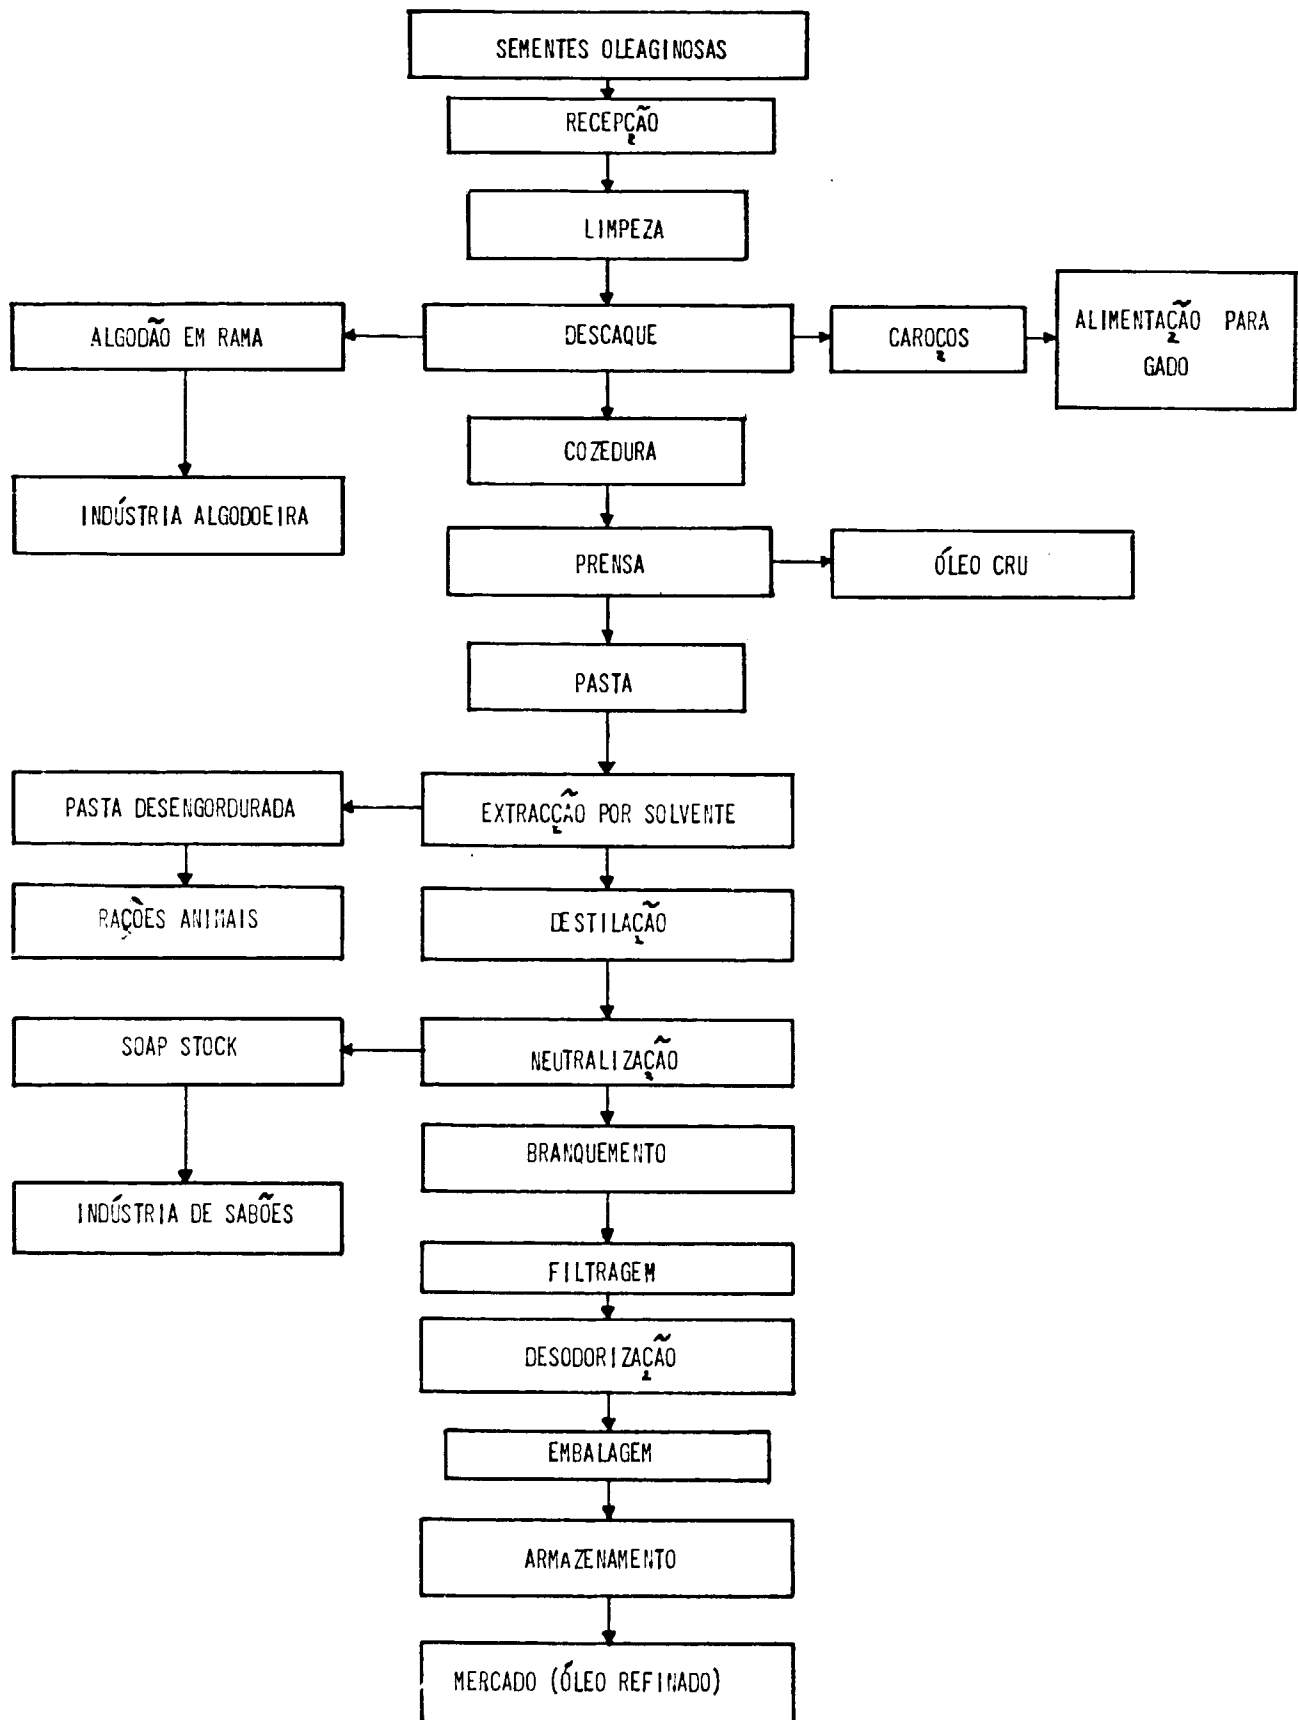 SEMENTES OLEAGINOSAS
RECEPÇÃO
LIMPEZA
ALGODÃO EM RAMA
DESCAQUE
CAROÇOS
ALIMENTAÇÃO PARA
GADO
COZEDURA
INDÚSTRIA ALGODOEIRA
PRENSA
ÓLEO CRU
PASTA
PASTA DESENGORDURADA
EXTRACÇÃO POR SOLVENTE
RAÇÕES ANIMAIS
DESTILAÇÃO
SOAP STOCK
NEUTRALIZAÇÃO
BRANQUEMENTO
INDÚSTRIA DE SABÕES
FILTRAGEM
DESODORIZAÇÃO
EMBALAGEM
ARMAZENAMENTO
MERCADO (ÓLEO REFINADO)